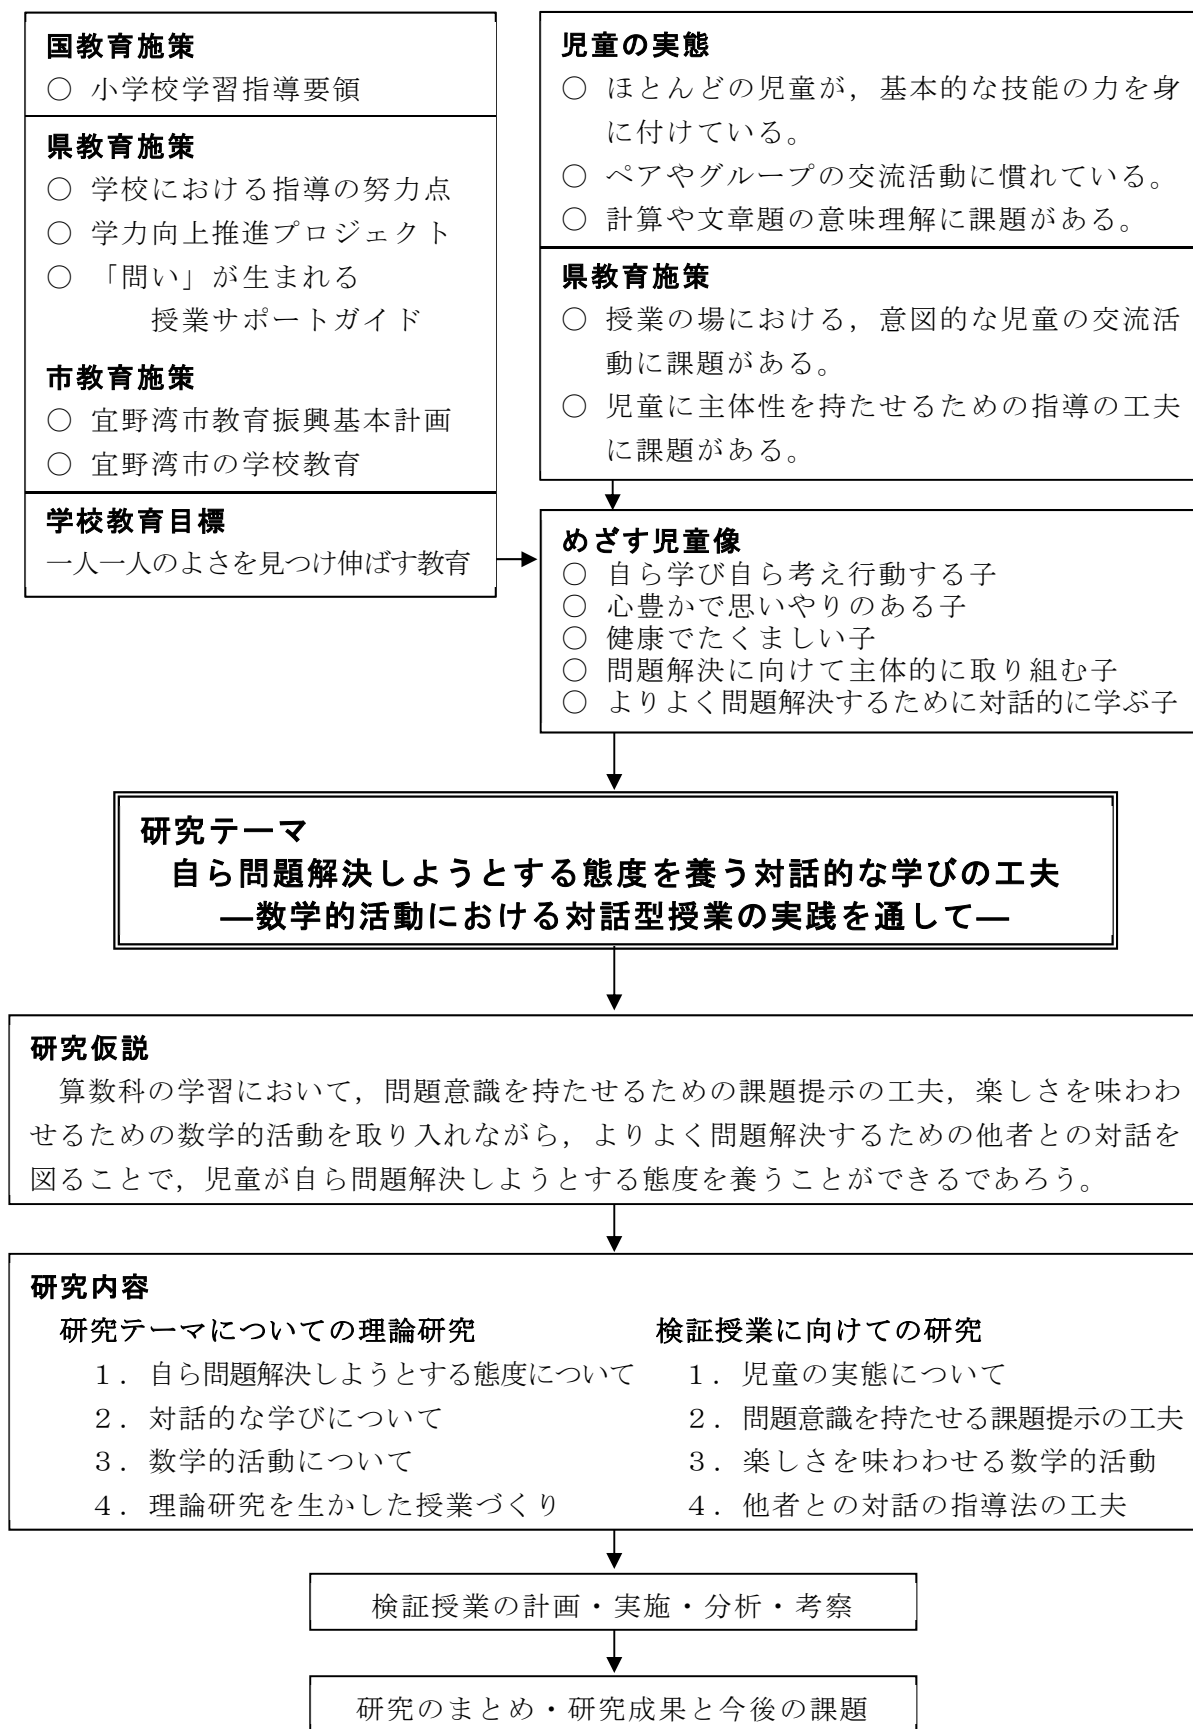 国教育施策
○ 小学校学習指導要領
県教育施策
○ 学校における指導の努力点
○ 学力向上推進プロジェクト
○ 「問い」が生まれる
授業サポートガイド
市教育施策
○ 宜野湾市教育振興基本計画
○ 宜野湾市の学校教育
学校教育目標
一人一人のよさを見つけ伸ばす教育
児童の実態
○ ほとんどの児童が，基本的な技能の力を身
に付けている。
○ ペアやグループの交流活動に慣れている。
○ 計算や文章題の意味理解に課題がある。
県教育施策
○ 授業の場における，意図的な児童の交流活
動に課題がある。
○ 児童に主体性を持たせるための指導の工夫
に課題がある。
めざす児童像
○ 自ら学び自ら考え行動する子
○ 心豊かで思いやりのある子
○ 健康でたくましい子
○ 問題解決に向けて主体的に取り組む子
○ よりよく問題解決するために対話的に学ぶ子
研究テーマ
自ら問題解決しようとする態度を養う対話的な学びの工夫
―数学的活動における対話型授業の実践を通して―
研究仮説
算数科の学習において，問題意識を持たせるための課題提示の工夫，楽しさを味わわ
せるための数学的活動を取り入れながら，よりよく問題解決するための他者との対話を
図ることで，児童が自ら問題解決しようとする態度を養うことができるであろう。
研究内容
研究テーマについての理論研究
１．自ら問題解決しようとする態度について
２．対話的な学びについて
３．数学的活動について
４．理論研究を生かした授業づくり
検証授業に向けての研究
１．児童の実態について
２．問題意識を持たせる課題提示の工夫
３．楽しさを味わわせる数学的活動
４．他者との対話の指導法の工夫
検証授業の計画・実施・分析・考察
研究のまとめ・研究成果と今後の課題